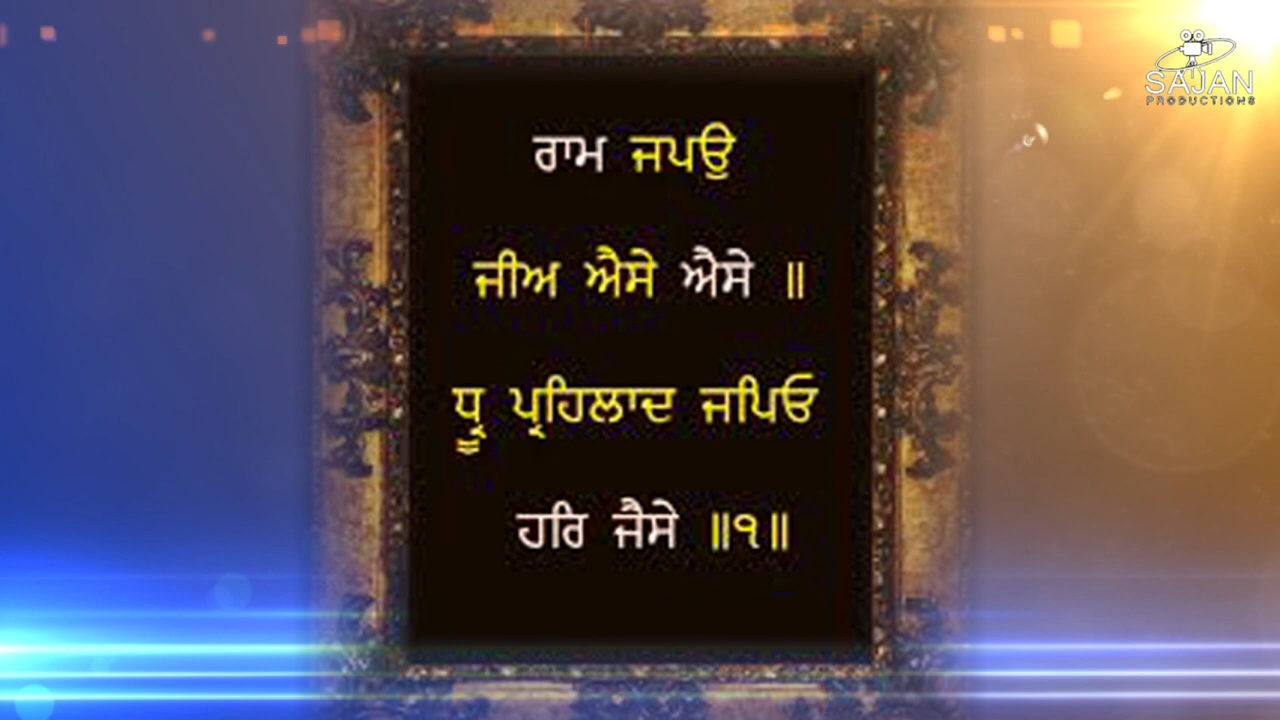 SAJAN
PRODUCTIONS
ਰਾਮ ਜਪਉ
ਜੀਅ ਐਸੇ ਐਸੇ ॥
ਧ੍ਰੂ ਪ੍ਰਹਿਲਾਦ ਜਪਿਓ
ਹਰਿ ਜੈਸੇ ॥੧॥